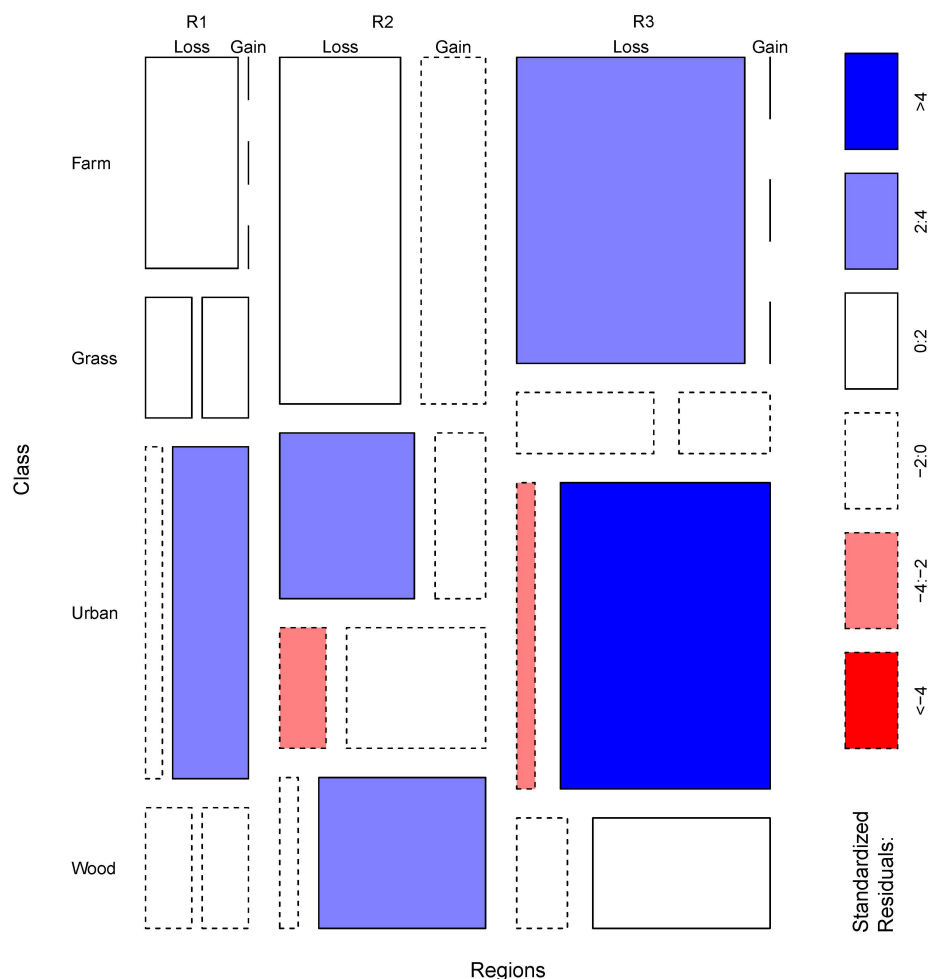 R1 R2 R3
Loss Gain Loss Gain Loss Gain
Farm
Grass
Urban
Wood
Class
Regions
>4
2:4
0:2
−2:0
−4:−2
<−4
Standardized
Residuals: